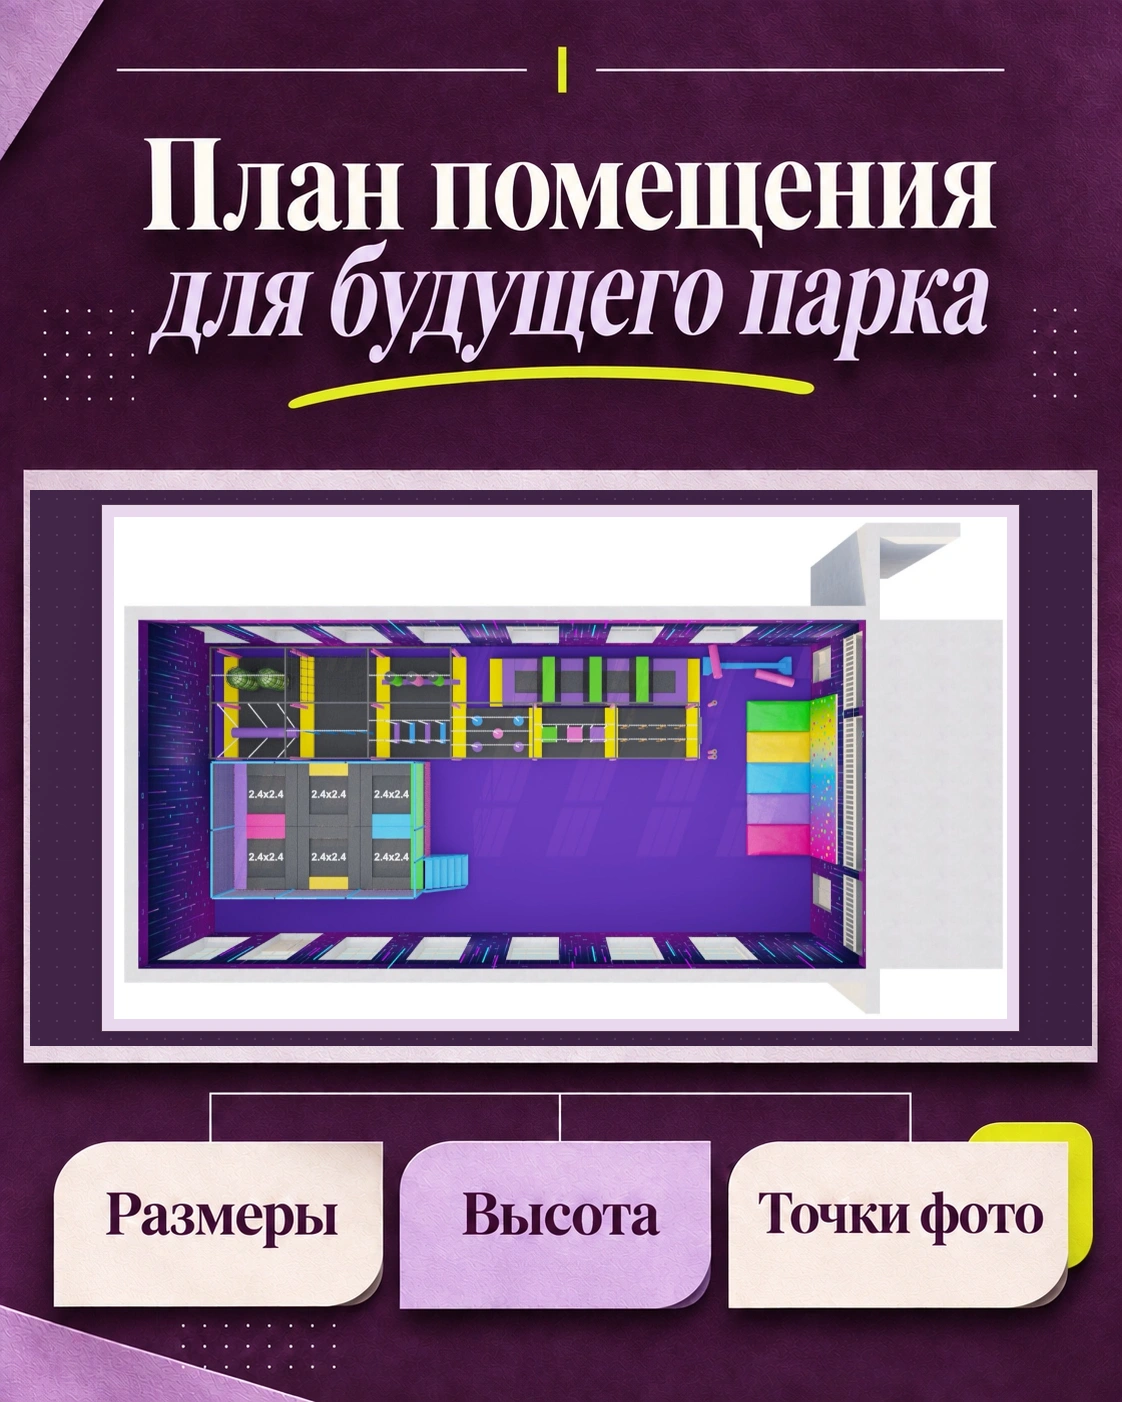 План помещения
для будущего парка
2.4x2.4 2.4x2.4 2.4x2.4
2.4x2.4 2.4x2.4 2.4x2.4
Размеры
Высота
Точки фото